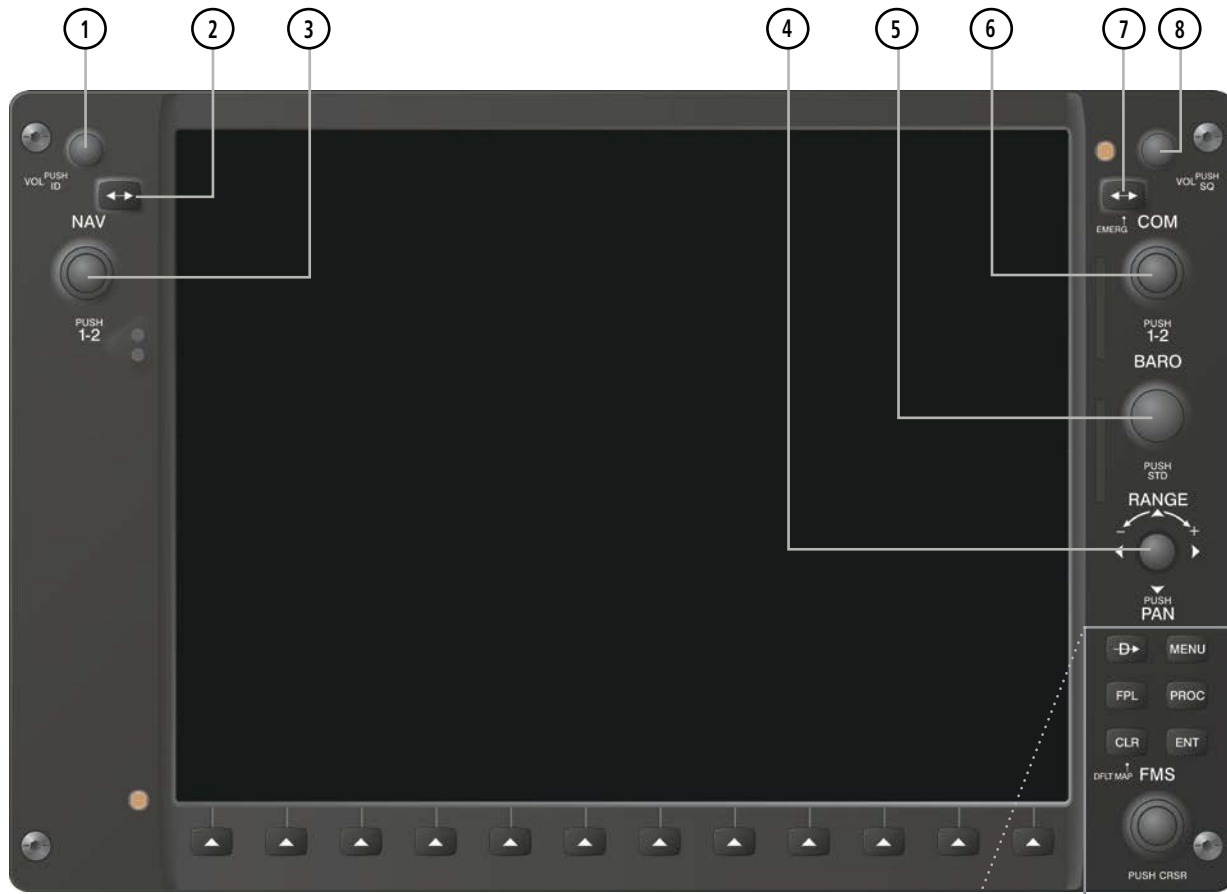 1 2 3 4 5 6 7 8
VOL PUSH ID
NAV
PUSH
1-2
VOL PUSH SQ
EMERG COM
PUSH
1-2
BARO
PUSH
STD
RANGE
- +
PUSH
PAN
D MENU
FPL PROC
CLR ENT
DFLT MAP FMS
PUSH CRSR